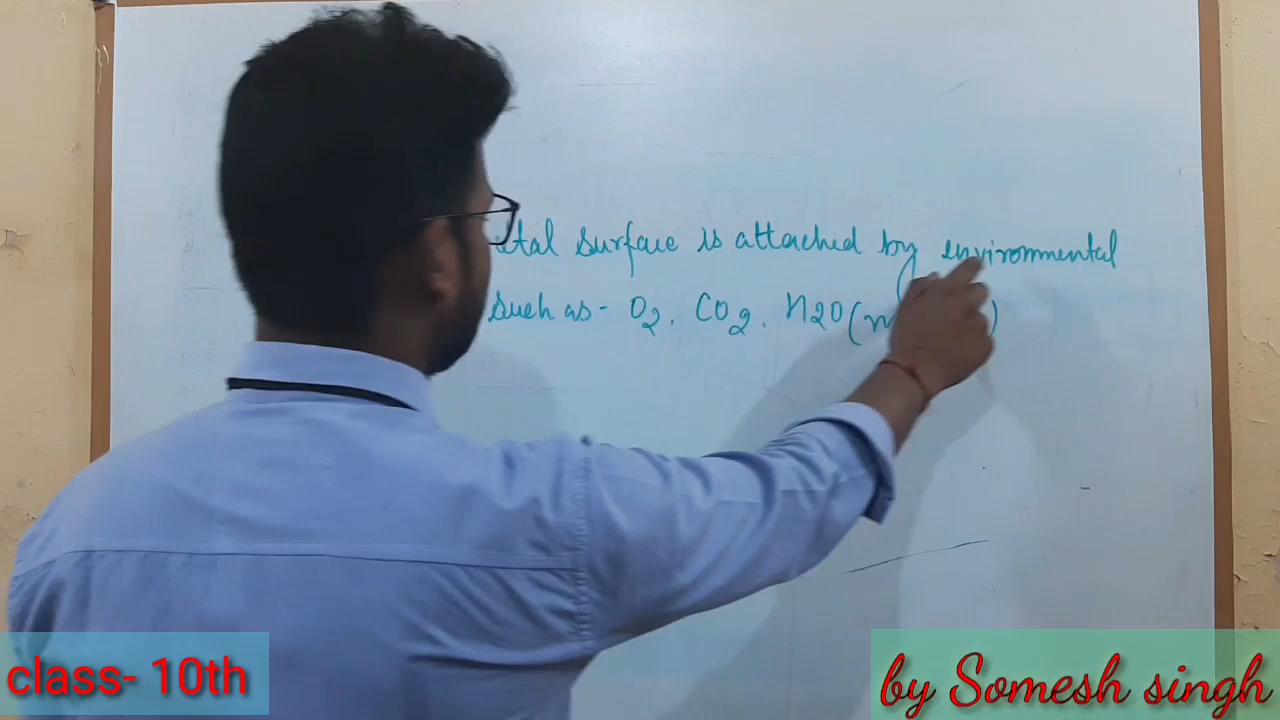 etal surface is attached by environmental
such as- O2. CO2. H2O (m )
class- 10th
by Somesh singh